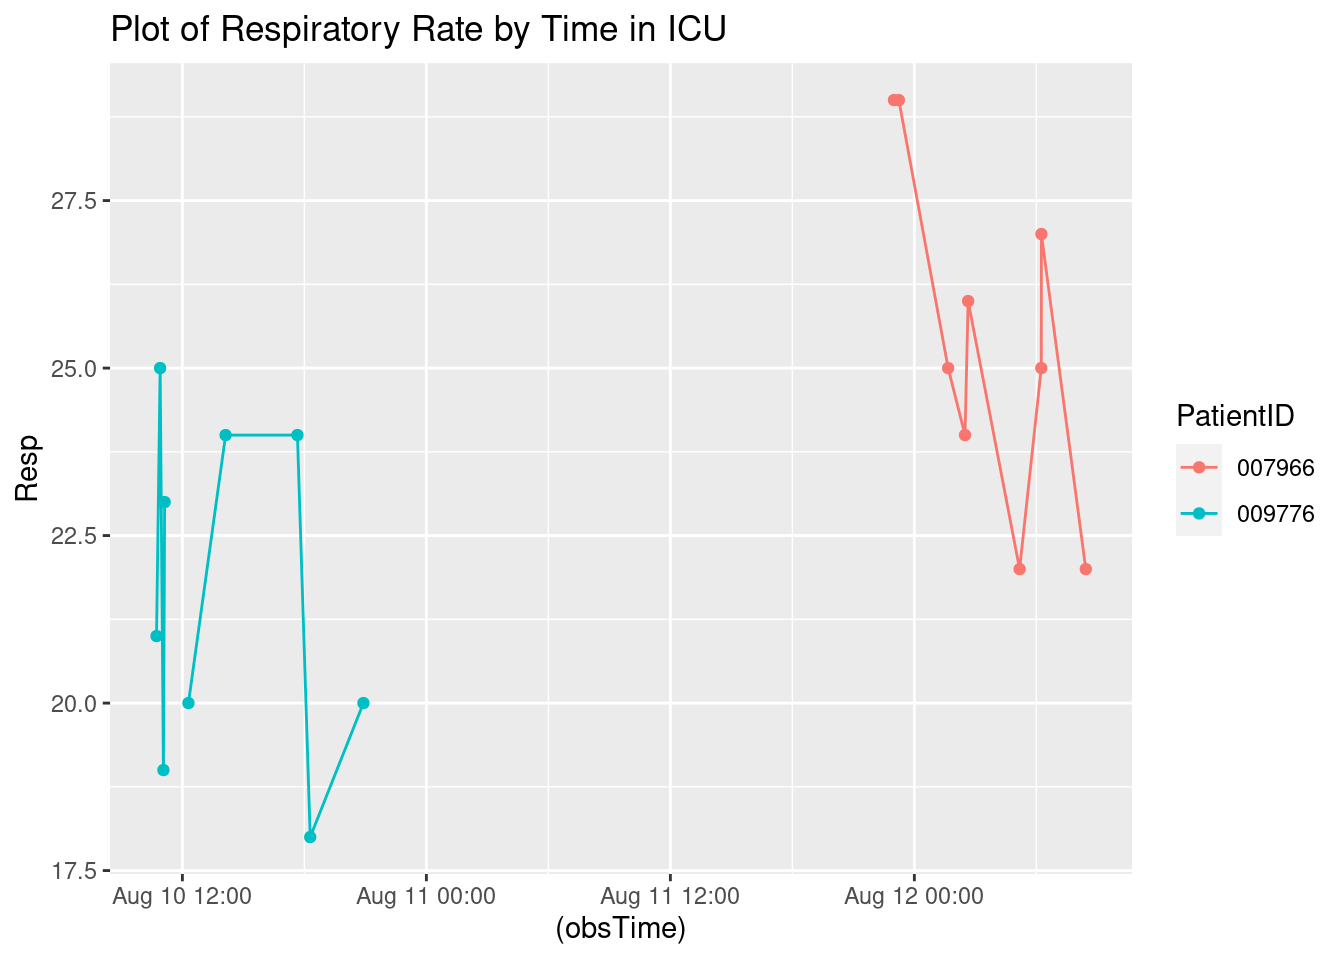 Plot of Respiratory Rate by Time in ICU
27.5
25.0
22.5
20.0
17.5
Resp
Aug 10 12:00
Aug 11 00:00
Aug 11 12:00
Aug 12 00:00
(obsTime)
PatientID
007966
009776